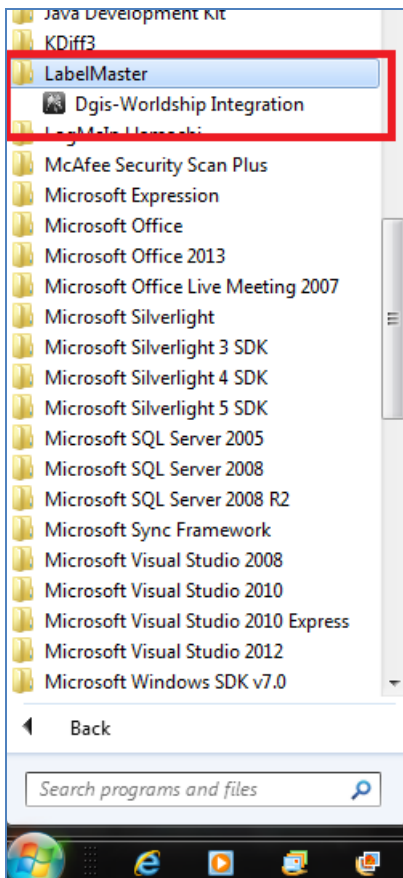 Java Development Kit
KDiff3
LabelMaster
Dgis-Worldship Integration
LogMeIn Hamachi
McAfee Security Scan Plus
Microsoft Expression
Microsoft Office
Microsoft Office 2013
Microsoft Office Live Meeting 2007
Microsoft Silverlight
Microsoft Silverlight 3 SDK
Microsoft Silverlight 4 SDK
Microsoft Silverlight 5 SDK
Microsoft SQL Server 2005
Microsoft SQL Server 2008
Microsoft SQL Server 2008 R2
Microsoft Sync Framework
Microsoft Visual Studio 2008
Microsoft Visual Studio 2010
Microsoft Visual Studio 2010 Express
Microsoft Visual Studio 2012
Microsoft Windows SDK v7.0
Back
Search programs and files